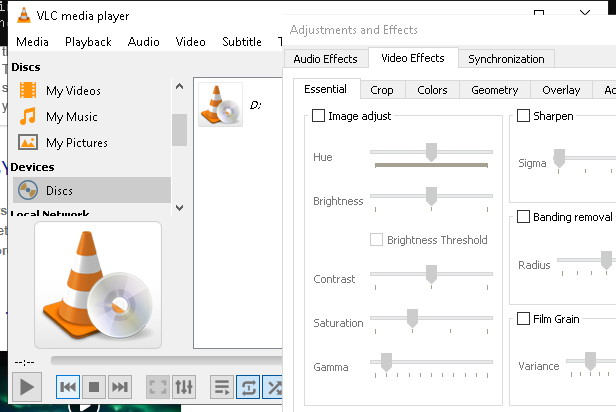 VLC media player
Media Playback Audio Video Subtitle T
Discs
My Videos
My Music
My Pictures
Devices
Discs
Local Network
D:
--:--
Adjustments and Effects
Audio Effects Video Effects Synchronization
Essential Crop Colors Geometry Overlay
Image adjust
Hue
Brightness
Brightness Threshold
Contrast
Saturation
Gamma
Sharpen
Sigma
Banding removal
Radius
Film Grain
Variance